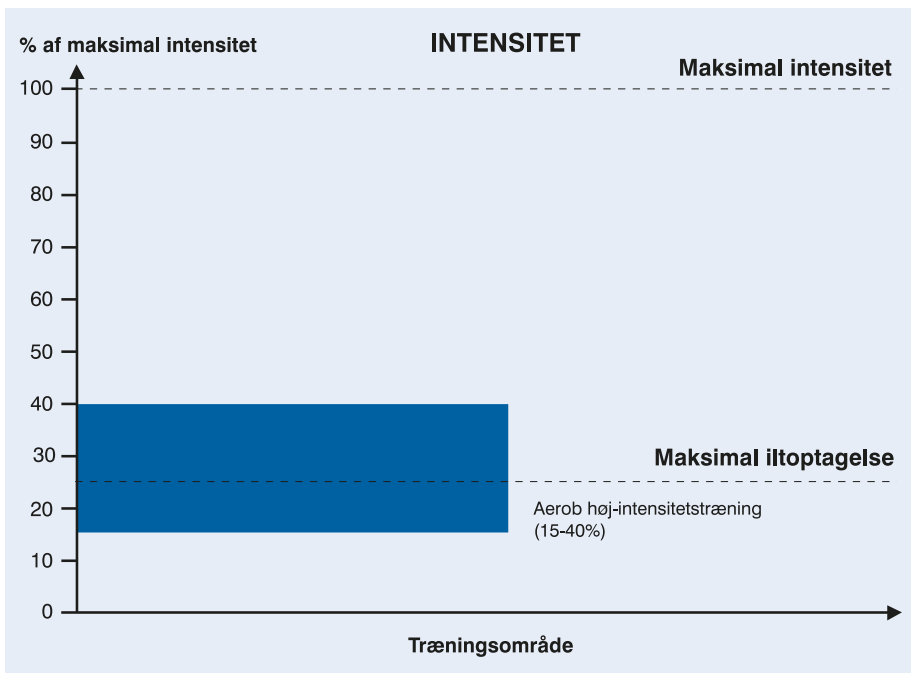 INTENSITET
% af maksimal intensitet
Maksimal intensitet
100
90
80
70
60
50
40
30
Maksimal iltoptagelse
20
Aerob høj-intensitetstræning
(15-40%)
10
0
Træningsområde